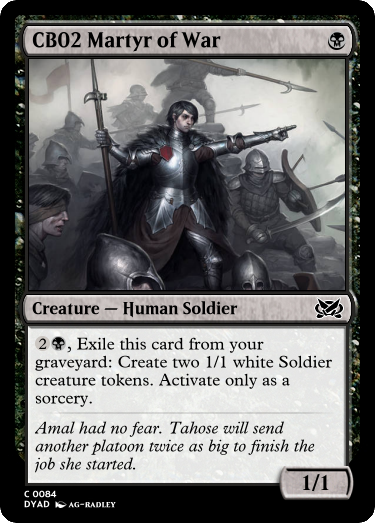 CB02 Martyr of War
Creature — Human Soldier
2, Exile this card from your
graveyard: Create two 1/1 white Soldier
creature tokens. Activate only as a
sorcery.
Amal had no fear. Tahose will send
another platoon twice as big to finish the
job she started.
1/1
C 0084
DYAD AG-RADLEY